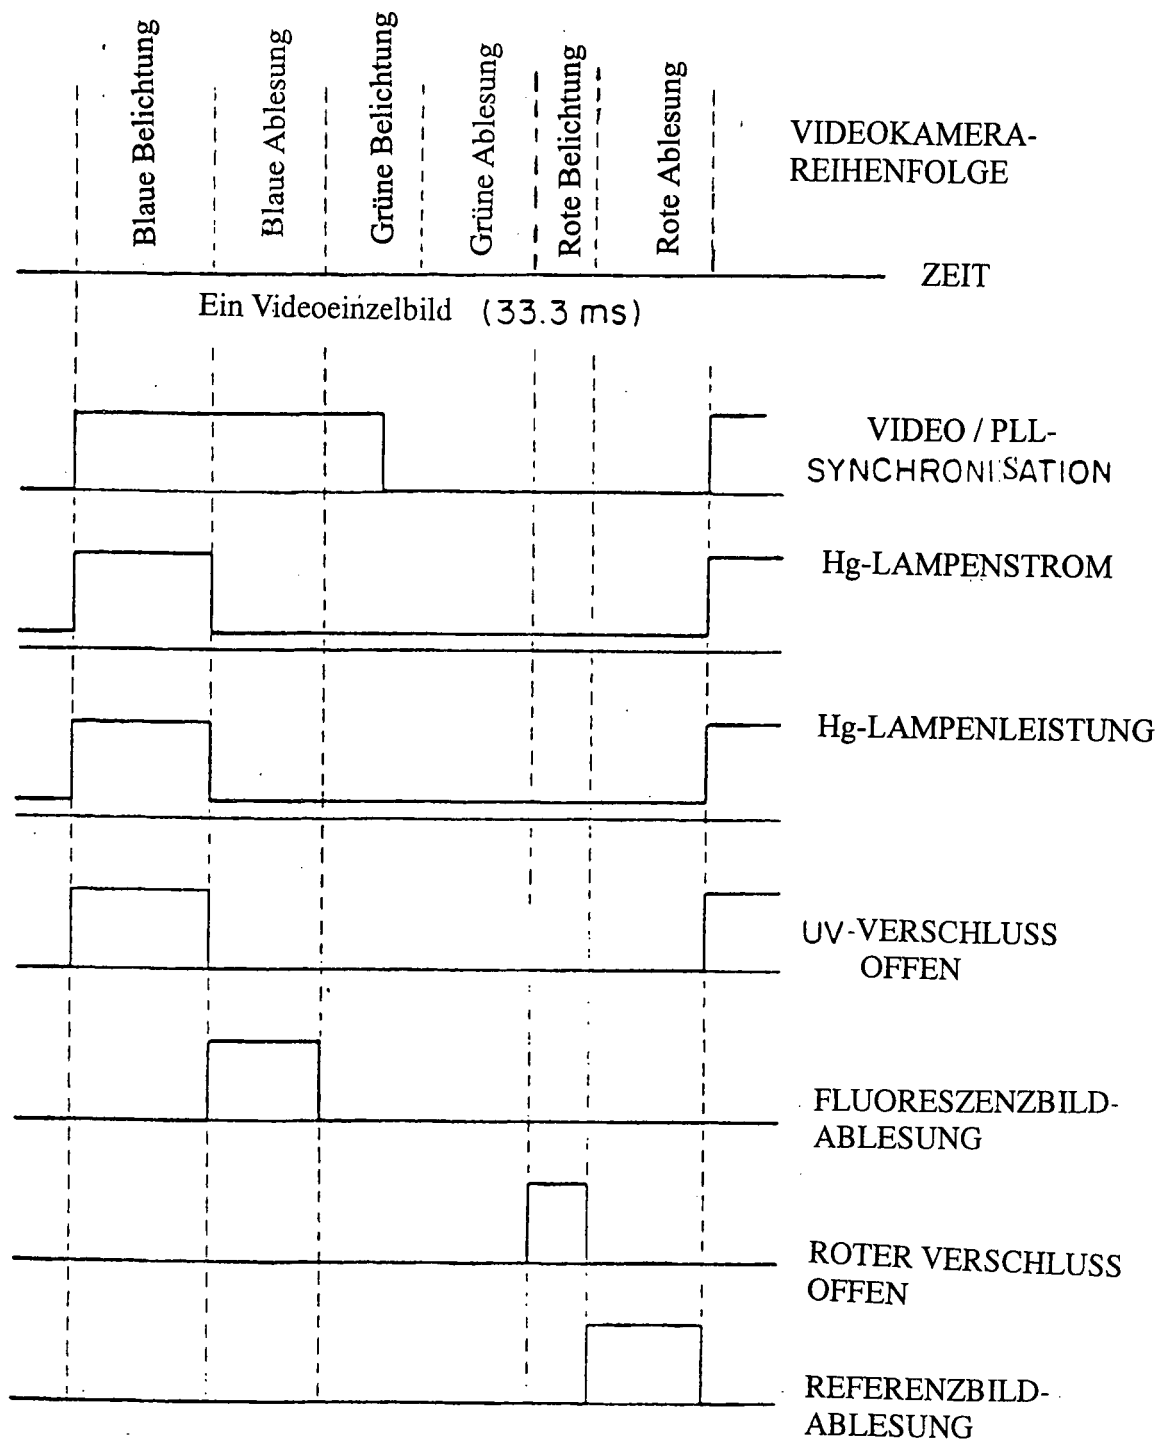 Blaue Belichtung
Blaue Ablesung
Grüne Belichtung
Grüne Ablesung
Rote Belichtung
Rote Ablesung
VIDEOKAMERA-
REIHENFOLGE
ZEIT
Ein Videoeinzelbild (33.3 ms)
VIDEO / PLL-
SYNCHRONISATION
Hg-LAMPENSTROM
Hg-LAMPENLEISTUNG
UV-VERSCHLUSS
OFFEN
FLUORESZENZBILD-
ABLESUNG
ROTER VERSCHLUSS
OFFEN
REFERENZBILD-
ABLESUNG